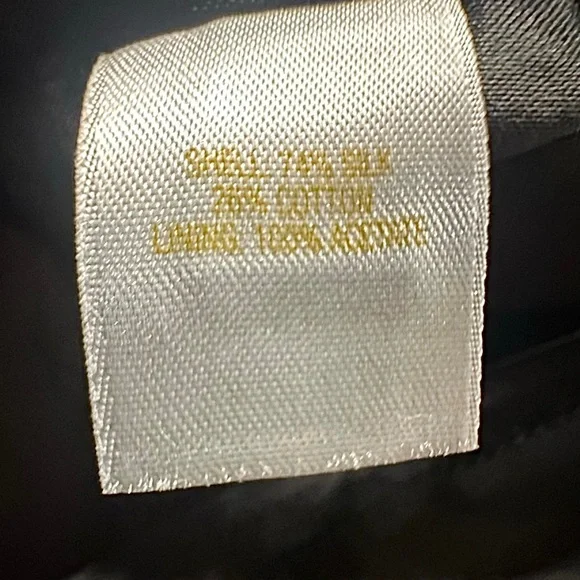 SHELL 74% SILK
26% COTTON
LINING 100% ACETATE